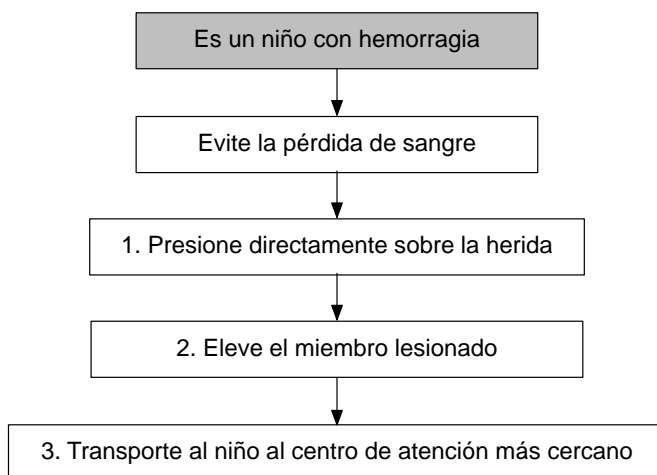 Es un niño con hemorragia
Evite la pérdida de sangre
1. Presione directamente sobre la herida
2. Eleve el miembro lesionado
3. Transporte al niño al centro de atención más cercano